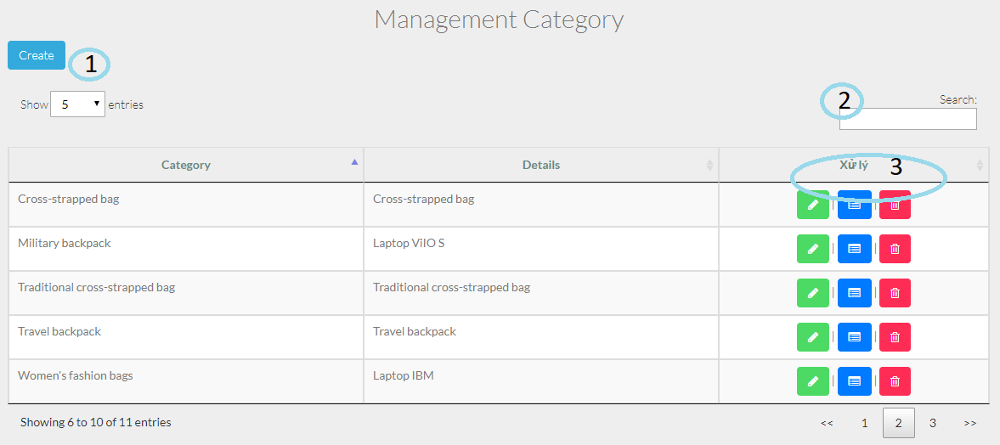 Management Category
Create
1
Show 5 entries
2
Search:
Category Details Xử lý 3
Cross-strapped bag Cross-strapped bag
Military backpack Laptop ViIO S
Traditional cross-strapped bag Traditional cross-strapped bag
Travel backpack Travel backpack
Women's fashion bags Laptop IBM
Showing 6 to 10 of 11 entries << 1 2 3 >>